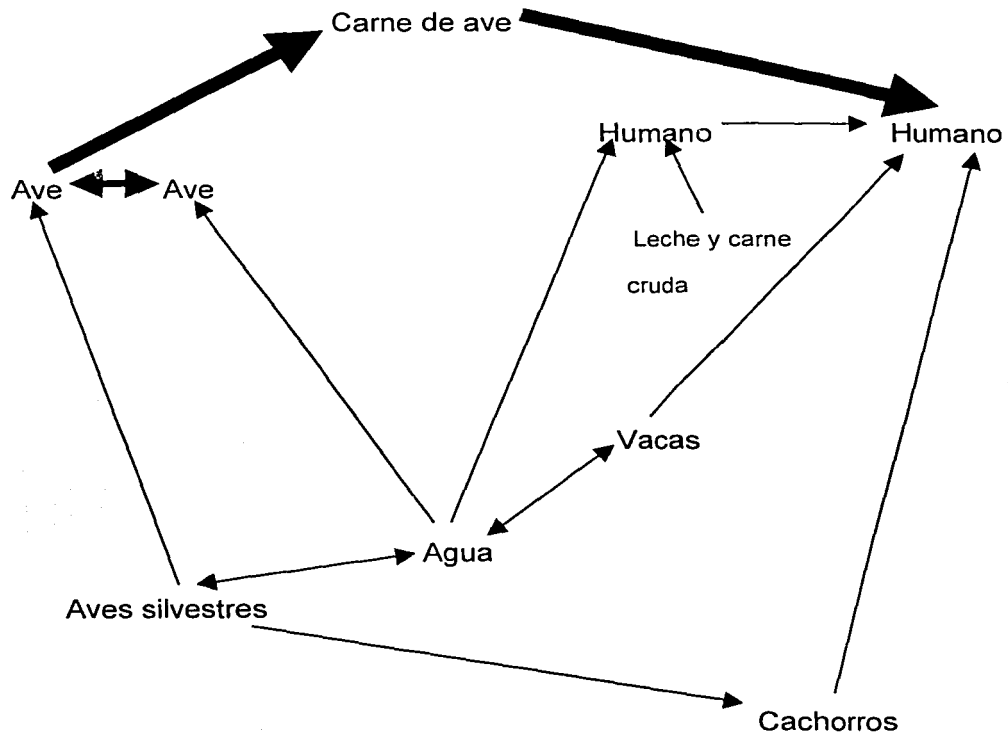 Carne de ave
Humano
Humano
Ave
Ave
Leche y carne
cruda
Vacas
Agua
Aves silvestres
Cachorros